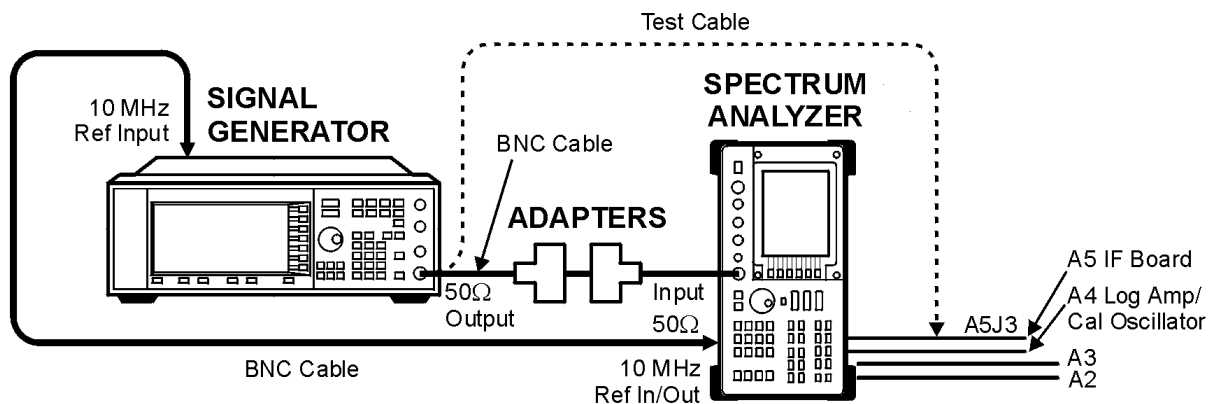 Test Cable
10 MHz
Ref Input
SIGNAL
GENERATOR
SPECTRUM
ANALYZER
BNC Cable
ADAPTERS
50Ω
Output
Input
50Ω
A5 IF Board
A4 Log Amp/
Cal Oscillator
A5J3
A3
A2
BNC Cable
10 MHz
Ref In/Out